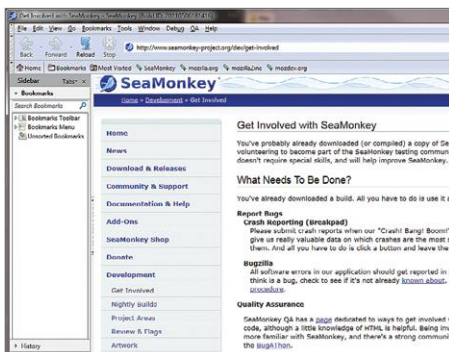 Get Involved with SeaMonkey - SeaMonkey
File Edit View Go Bookmarks Tools Window Debug QA Help
Back Forward Reload Stop http://www.seamonkey-project.org/dev/get-involved
Home Bookmarks Most Visited SeaMonkey mozilla.org mozillaZine mozdev.org
Sidebar Tabs
Bookmarks
Search Bookmarks
Bookmarks Toolbar
Bookmarks Menu
Unsorted Bookmarks
History
SeaMonkey
Home » Development » Get Involved
Home
News
Download & Releases
Community & Support
Documentation & Help
Add-Ons
SeaMonkey Shop
Donate
Development
Get Involved
Nightly Builds
Project Areas
Review & Flags
Artwork
Get Involved with SeaMonkey
You've probably already downloaded (or compiled) a copy of Se
volunteering to become part of the SeaMonkey testing commun
doesn't require special skills, and will help improve SeaMonkey.
What Needs To Be Done?
You've already downloaded a build. All you have to do is use it a
Report Bugs
Crash Reporting (Breakpad)
Please submit crash reports when our "Crash! Bang! Boom!"
give us really valuable data on which crashes are the most s
them. And all you have to do is click a button and leave the
Bugzilla
All software errors in our application should get reported in
think is a bug, check to see if it's not already known about.
procedure.
Quality Assurance
SeaMonkey QA has a page dedicated to ways to get involved
code, although a little knowledge of HTML is helpful. Being inv
more familiar with SeaMonkey, and there's a strong communit
the BugAThon.